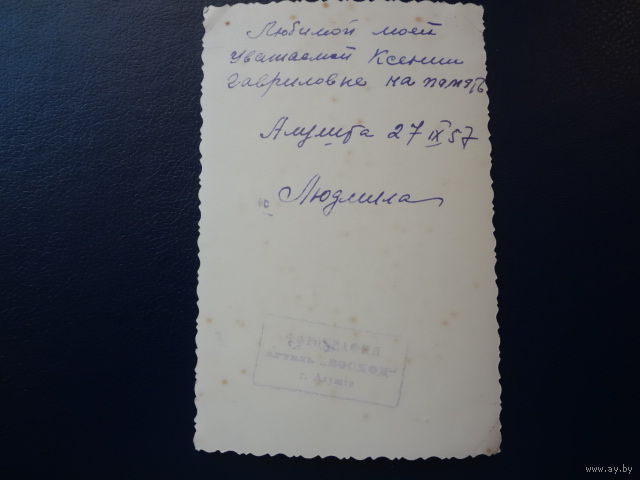 Любимой моей
уважаемой Ксении
Гавриловне на память
Алушта 27 IX 57
Людмила
www.ay.by